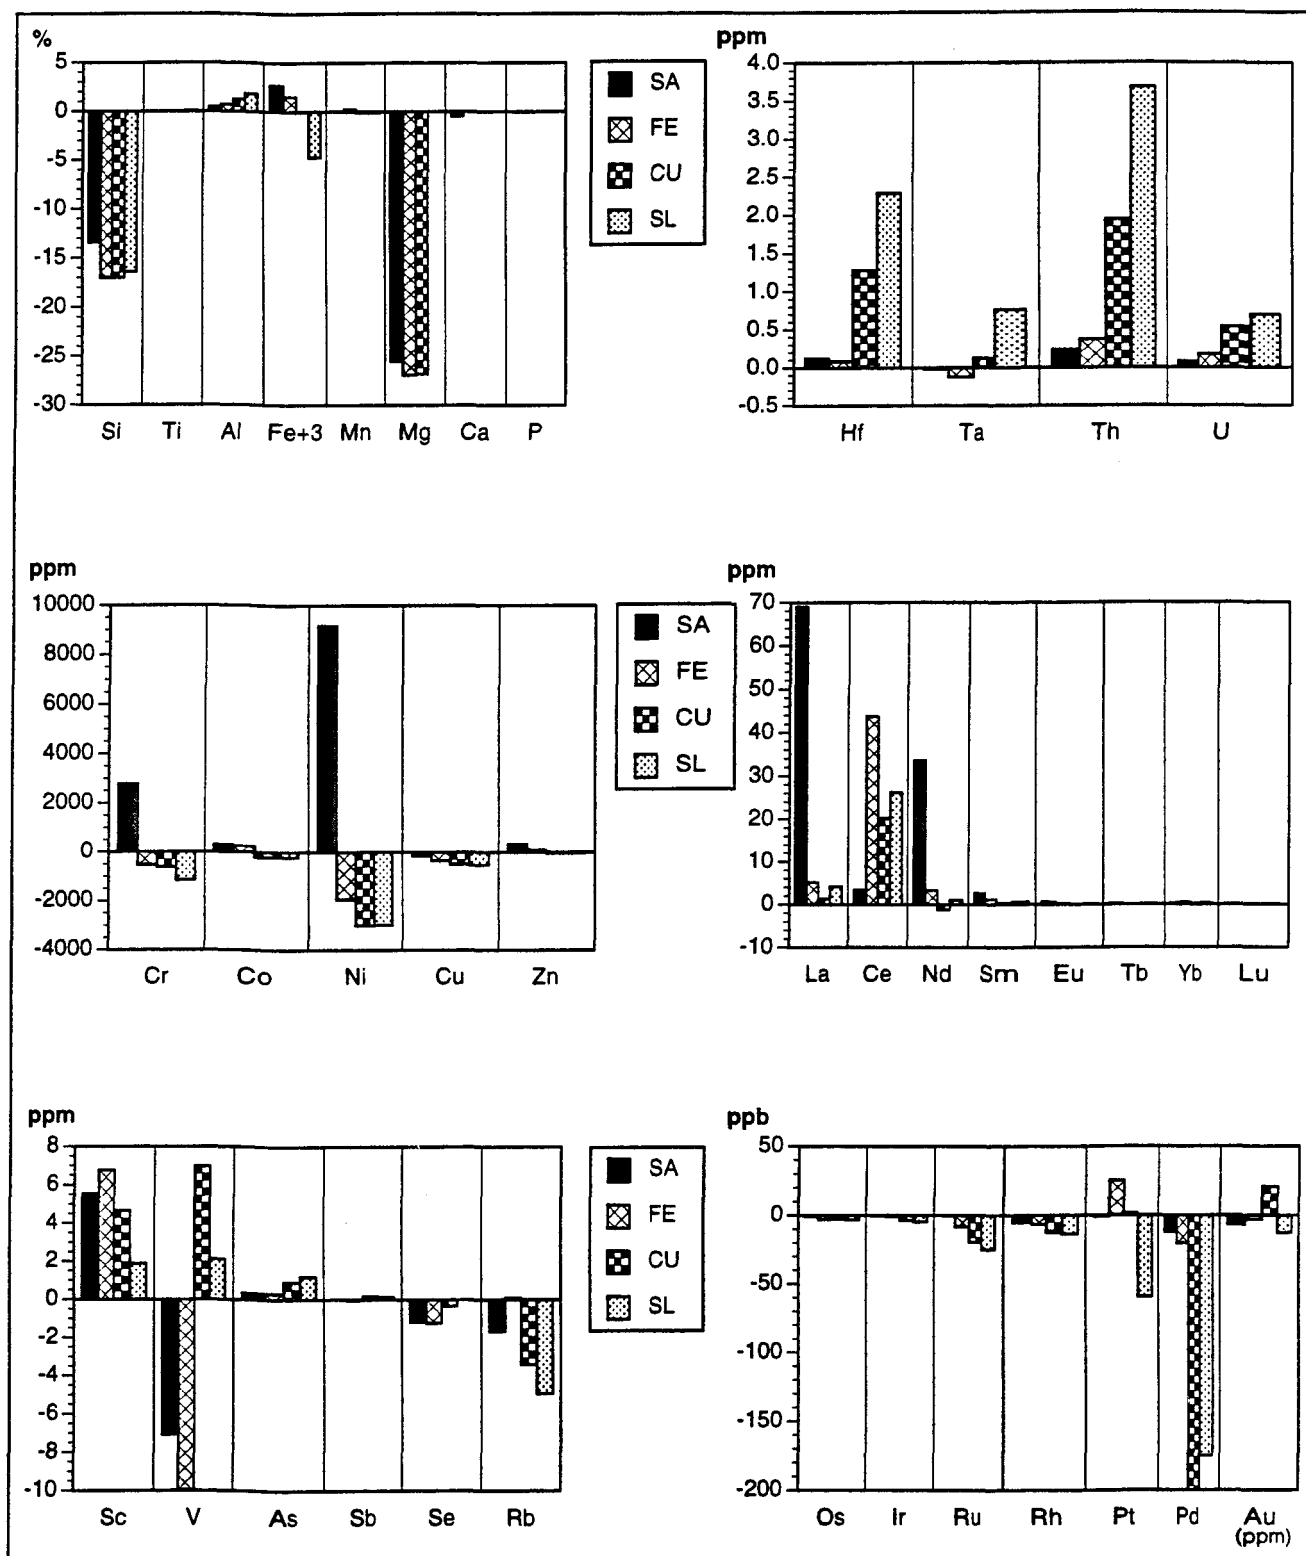 %
5
0
-5
-10
-15
-20
-25
-30
Si Ti Al Fe+3 Mn Mg Ca P
SA
FE
CU
SL
ppm
4.0
3.5
3.0
2.5
2.0
1.5
1.0
0.5
0.0
-0.5
Hf Ta Th U
ppm
10000
8000
6000
4000
2000
0
-2000
-4000
Cr Co Ni Cu Zn
SA
FE
CU
SL
ppm
70
60
50
40
30
20
10
0
-10
La Ce Nd Sm Eu Tb Yb Lu
ppm
8
6
4
2
0
-2
-4
-6
-8
-10
Sc V As Sb Se Rb
SA
FE
CU
SL
ppb
50
0
-50
-100
-150
-200
Os Ir Ru Rh Pt Pd Au
(ppm)